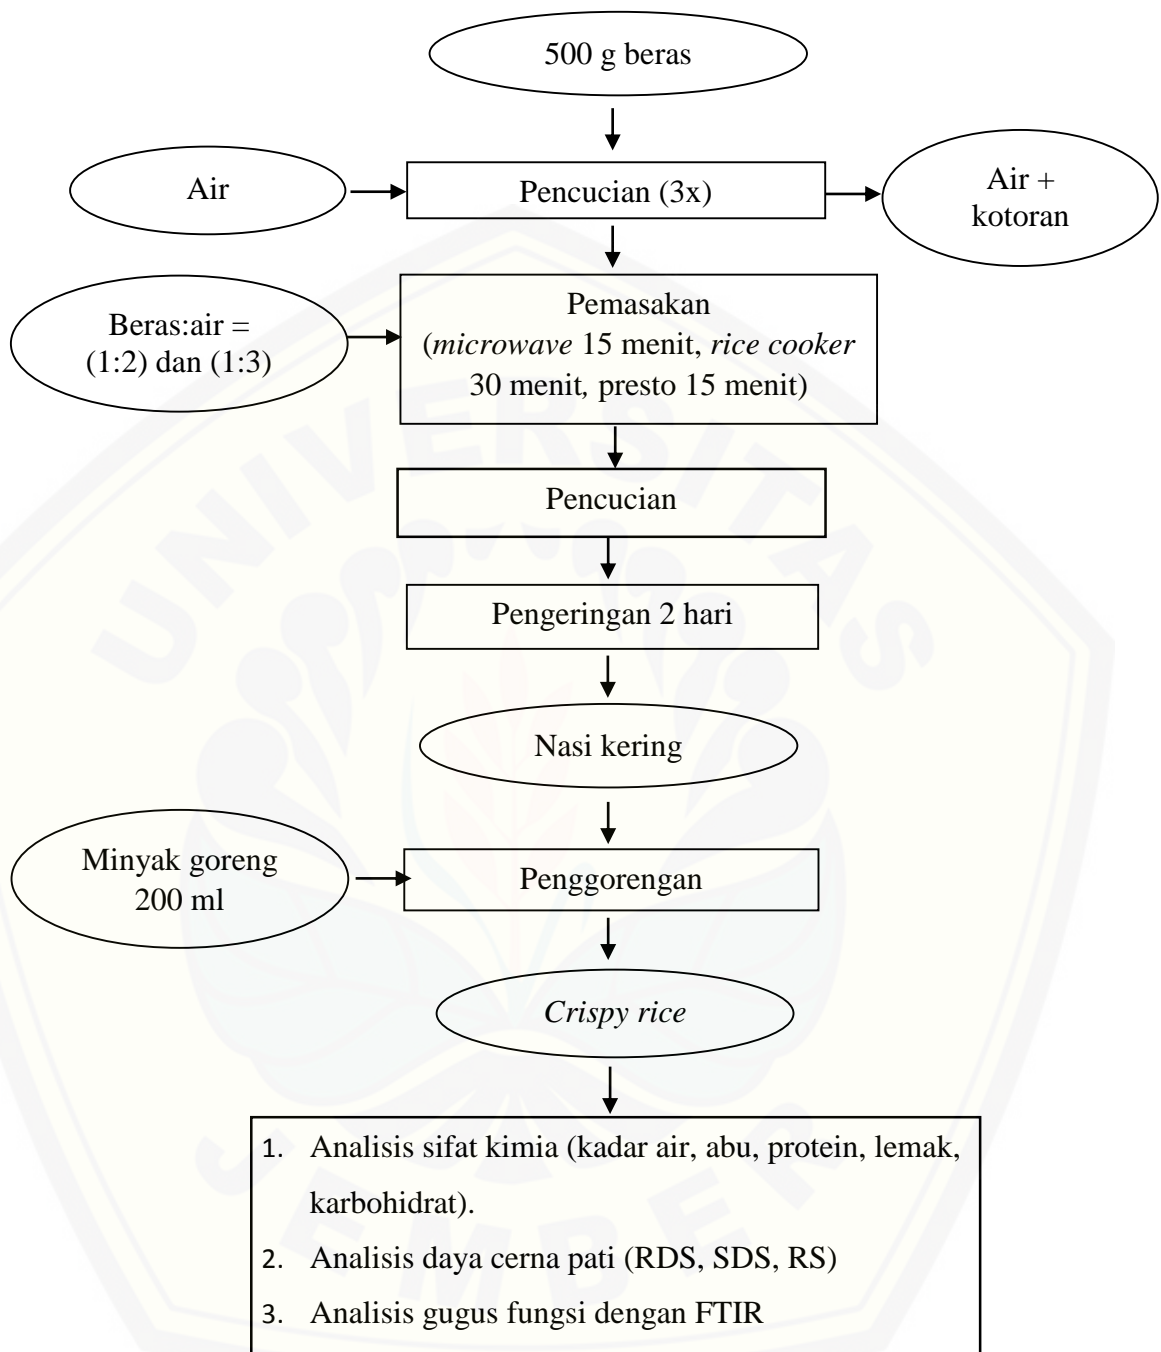 500 g beras
Air
Pencucian (3x)
Air +
kotoran
Beras:air =
(1:2) dan (1:3)
Pemasakan
(microwave 15 menit, rice cooker
30 menit, presto 15 menit)
Pencucian
Pengeringan 2 hari
Nasi kering
Minyak goreng
200 ml
Penggorengan
Crispy rice
1. Analisis sifat kimia (kadar air, abu, protein, lemak,
karbohidrat).
2. Analisis daya cerna pati (RDS, SDS, RS)
3. Analisis gugus fungsi dengan FTIR
UNIVERSITAS
JEMBER